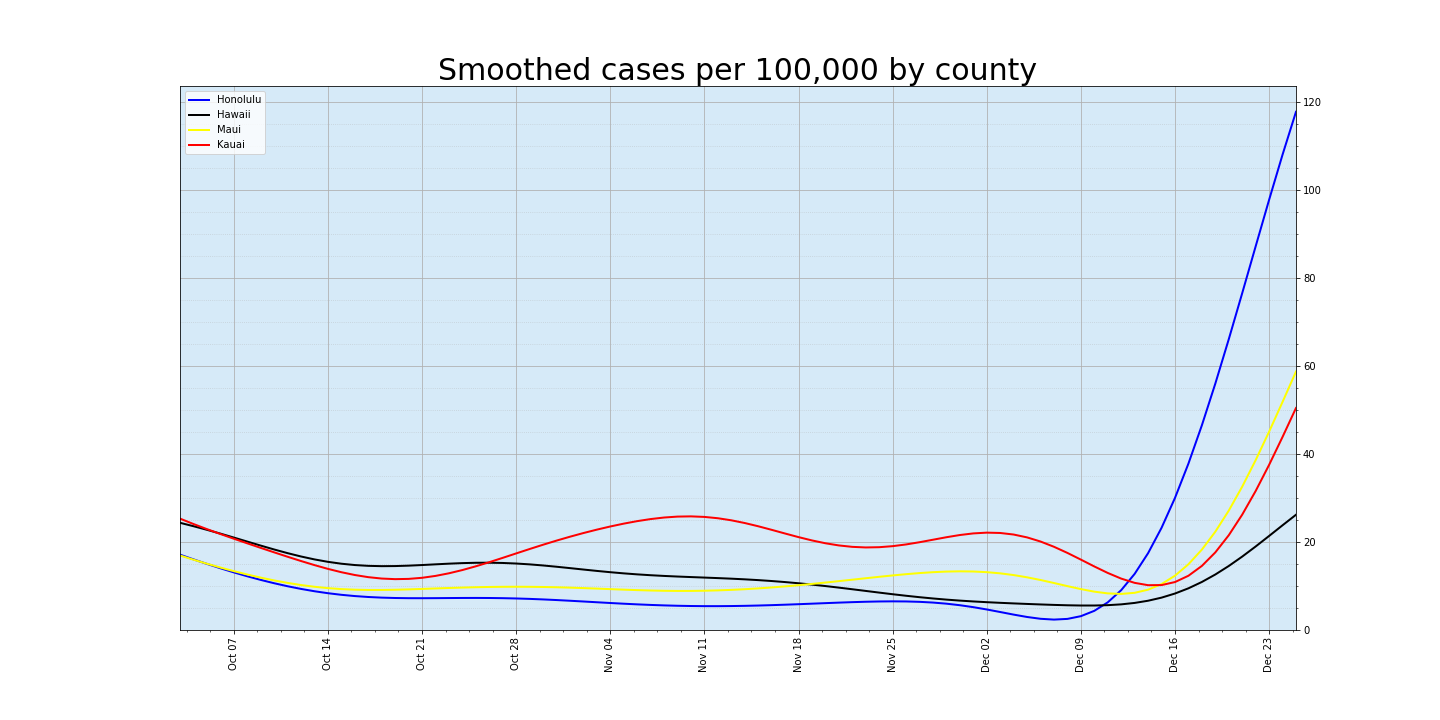 Smoothed cases per 100,000 by county
Honolulu
Hawaii
Maui
Kauai
120
100
80
60
40
20
0
Oct 07
Oct 14
Oct 21
Oct 28
Nov 04
Nov 11
Nov 18
Nov 25
Dec 02
Dec 09
Dec 16
Dec 23